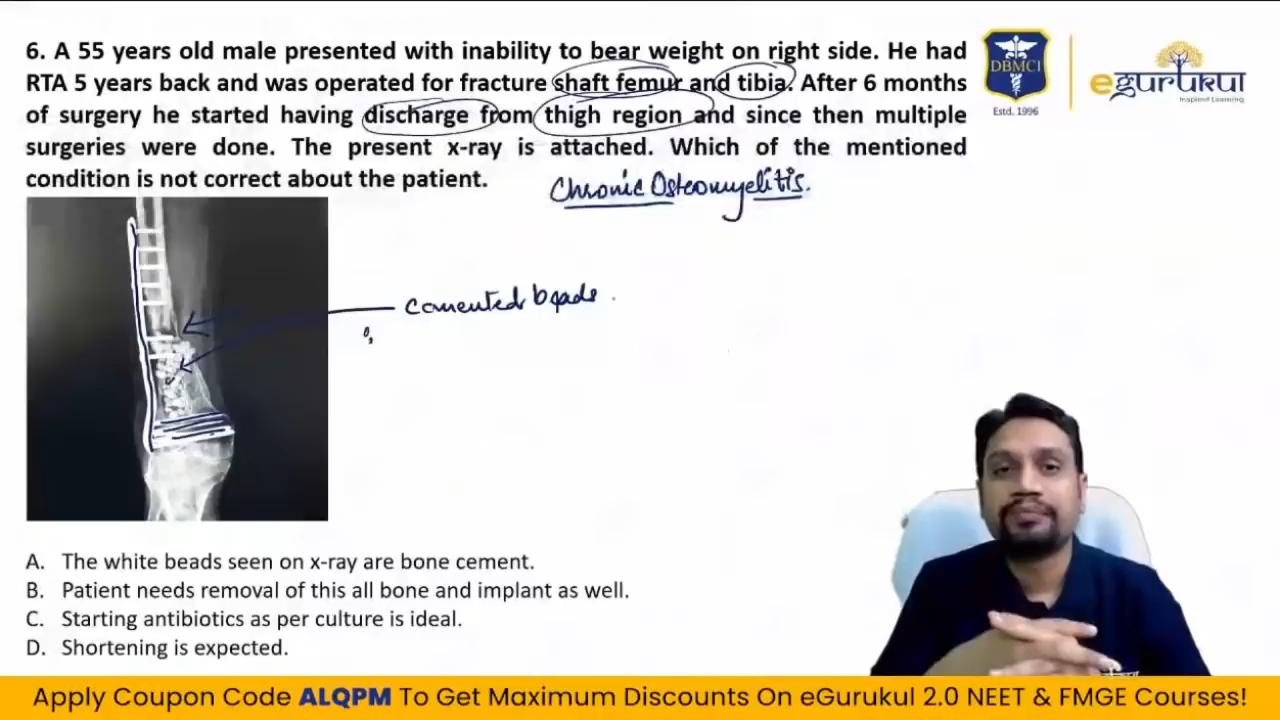 6. A 55 years old male presented with inability to bear weight on right side. He had
RTA 5 years back and was operated for fracture shaft femur and tibia. After 6 months
of surgery he started having discharge from thigh region and since then multiple
surgeries were done. The present x-ray is attached. Which of the mentioned
condition is not correct about the patient.
DBMCI
Estd. 1996
egurukul
Inspired Learning
Chronic Osteomyelitis.
cemented beads
A. The white beads seen on x-ray are bone cement.
B. Patient needs removal of this all bone and implant as well.
C. Starting antibiotics as per culture is ideal.
D. Shortening is expected.
Apply Coupon Code ALQPM To Get Maximum Discounts On eGurukul 2.0 NEET & FMGE Courses!